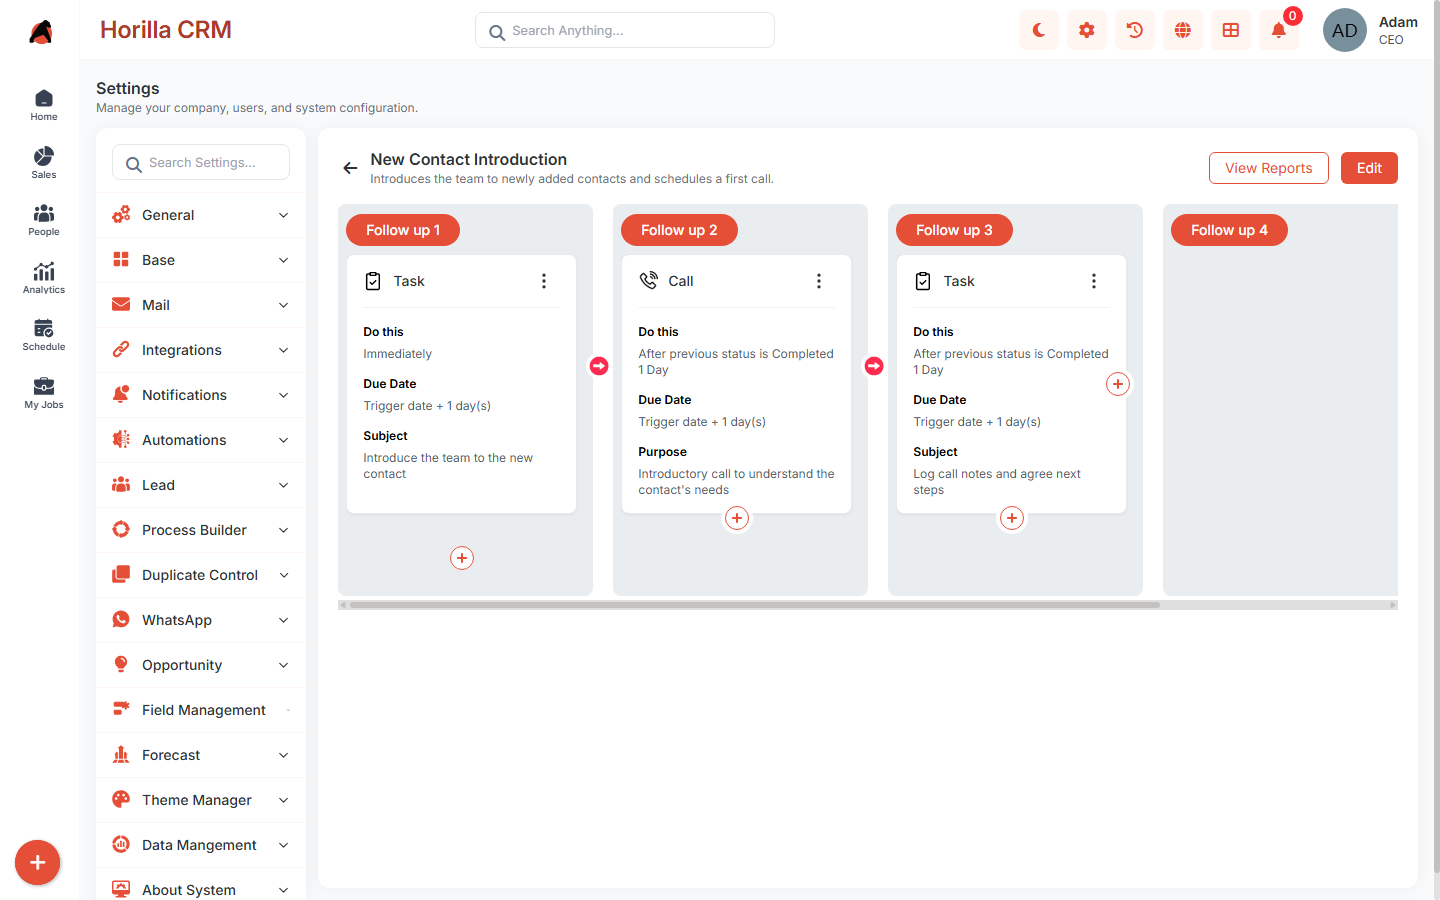 Horilla CRM
Search Anything...
0
AD
Adam
CEO
Home
Sales
People
Analytics
Schedule
My Jobs
Settings
Manage your company, users, and system configuration.
Search Settings...
General
Base
Mail
Integrations
Notifications
Automations
Lead
Process Builder
Duplicate Control
WhatsApp
Opportunity
Field Management
Forecast
Theme Manager
Data Mangement
About System
New Contact Introduction
Introduces the team to newly added contacts and schedules a first call.
View Reports
Edit
Follow up 1
Task
Do this
Immediately
Due Date
Trigger date + 1 day(s)
Subject
Introduce the team to the new
contact
Follow up 2
Call
Do this
After previous status is Completed
1 Day
Due Date
Trigger date + 1 day(s)
Purpose
Introductory call to understand the
contact's needs
Follow up 3
Task
Do this
After previous status is Completed
1 Day
Due Date
Trigger date + 1 day(s)
Subject
Log call notes and agree next
steps
Follow up 4